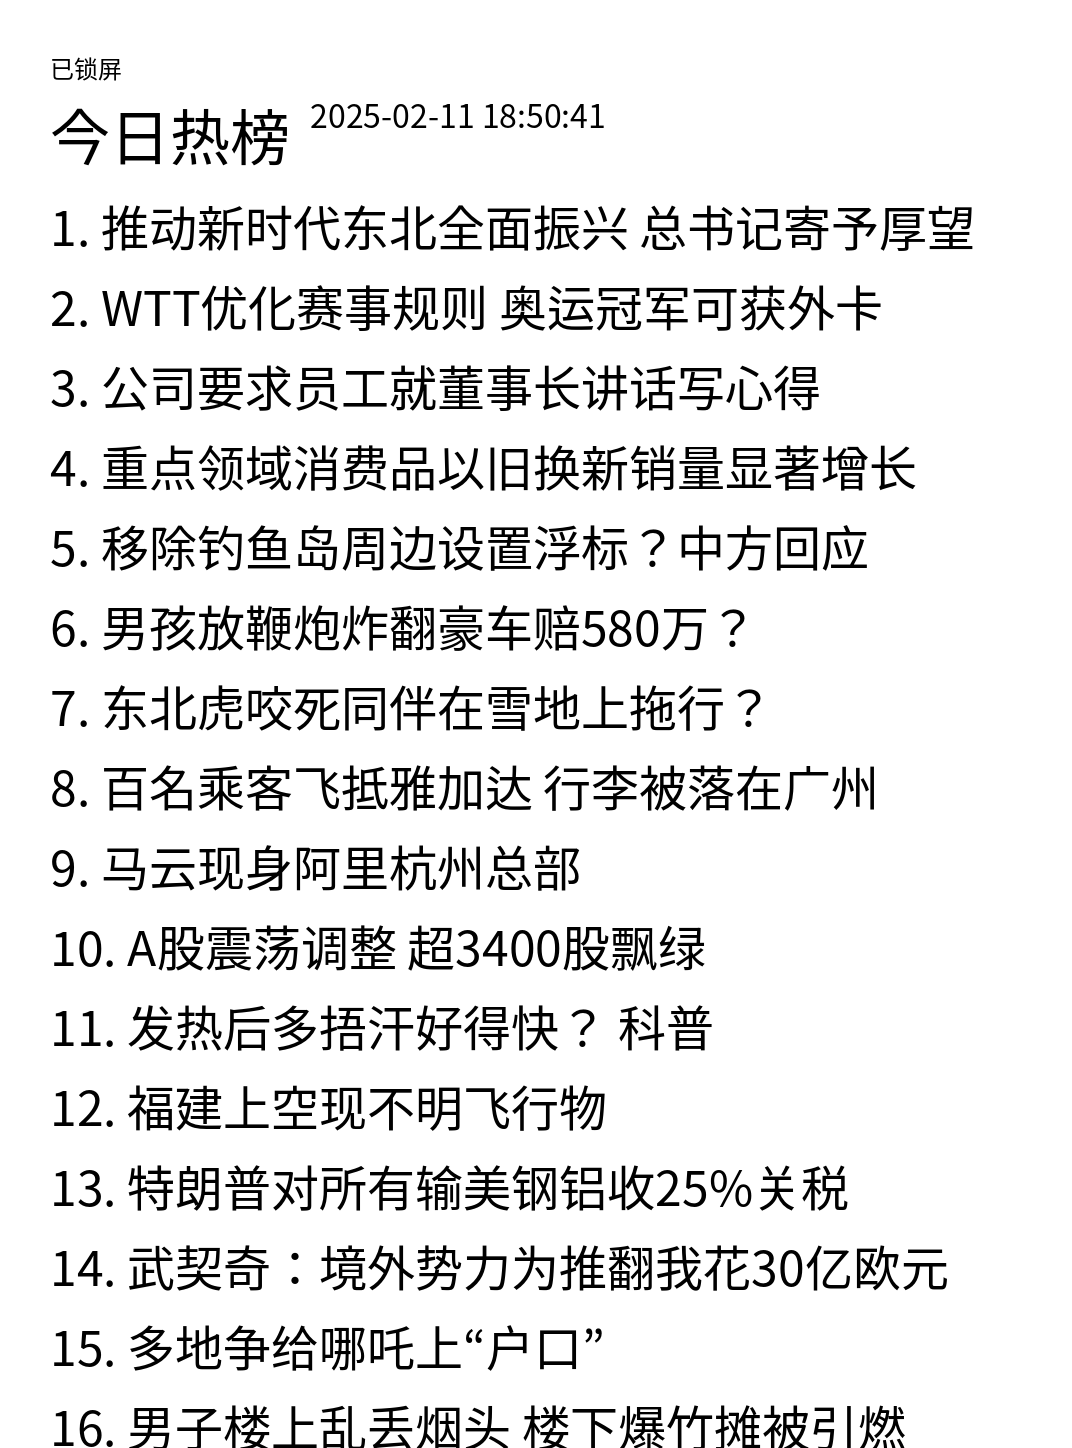 已锁屏
今日热榜 2025-02-11 18:50:41
1. 推动新时代东北全面振兴 总书记寄予厚望
2. WTT优化赛事规则 奥运冠军可获外卡
3. 公司要求员工就董事长讲话写心得
4. 重点领域消费品以旧换新销量显著增长
5. 移除钓鱼岛周边设置浮标？中方回应
6. 男孩放鞭炮炸翻豪车赔580万？
7. 东北虎咬死同伴在雪地上拖行？
8. 百名乘客飞抵雅加达 行李被落在广州
9. 马云现身阿里杭州总部
10. A股震荡调整 超3400股飘绿
11. 发热后多捂汗好得快？ 科普
12. 福建上空现不明飞行物
13. 特朗普对所有输美钢铝收25%关税
14. 武契奇：境外势力为推翻我花30亿欧元
15. 多地争给哪吒上“户口”
16. 男子楼上乱丢烟头 楼下爆竹摊被引燃